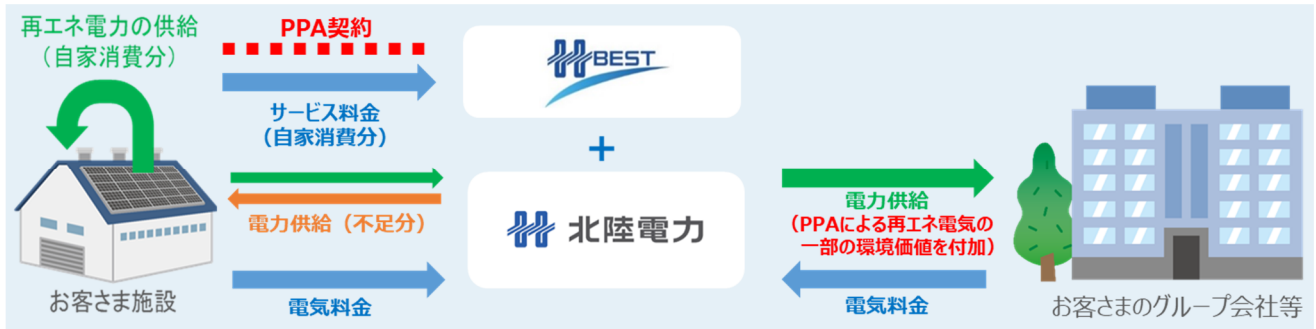 再エネ電力の供給
（自家消費分）
PPA契約
サービス料金
（自家消費分）
BEST
+
北陸電力
電力供給（不足分）
電気料金
お客さま施設
電力供給
（PPAによる再エネ電気の
一部の環境価値を付加）
電気料金
お客さまのグループ会社等